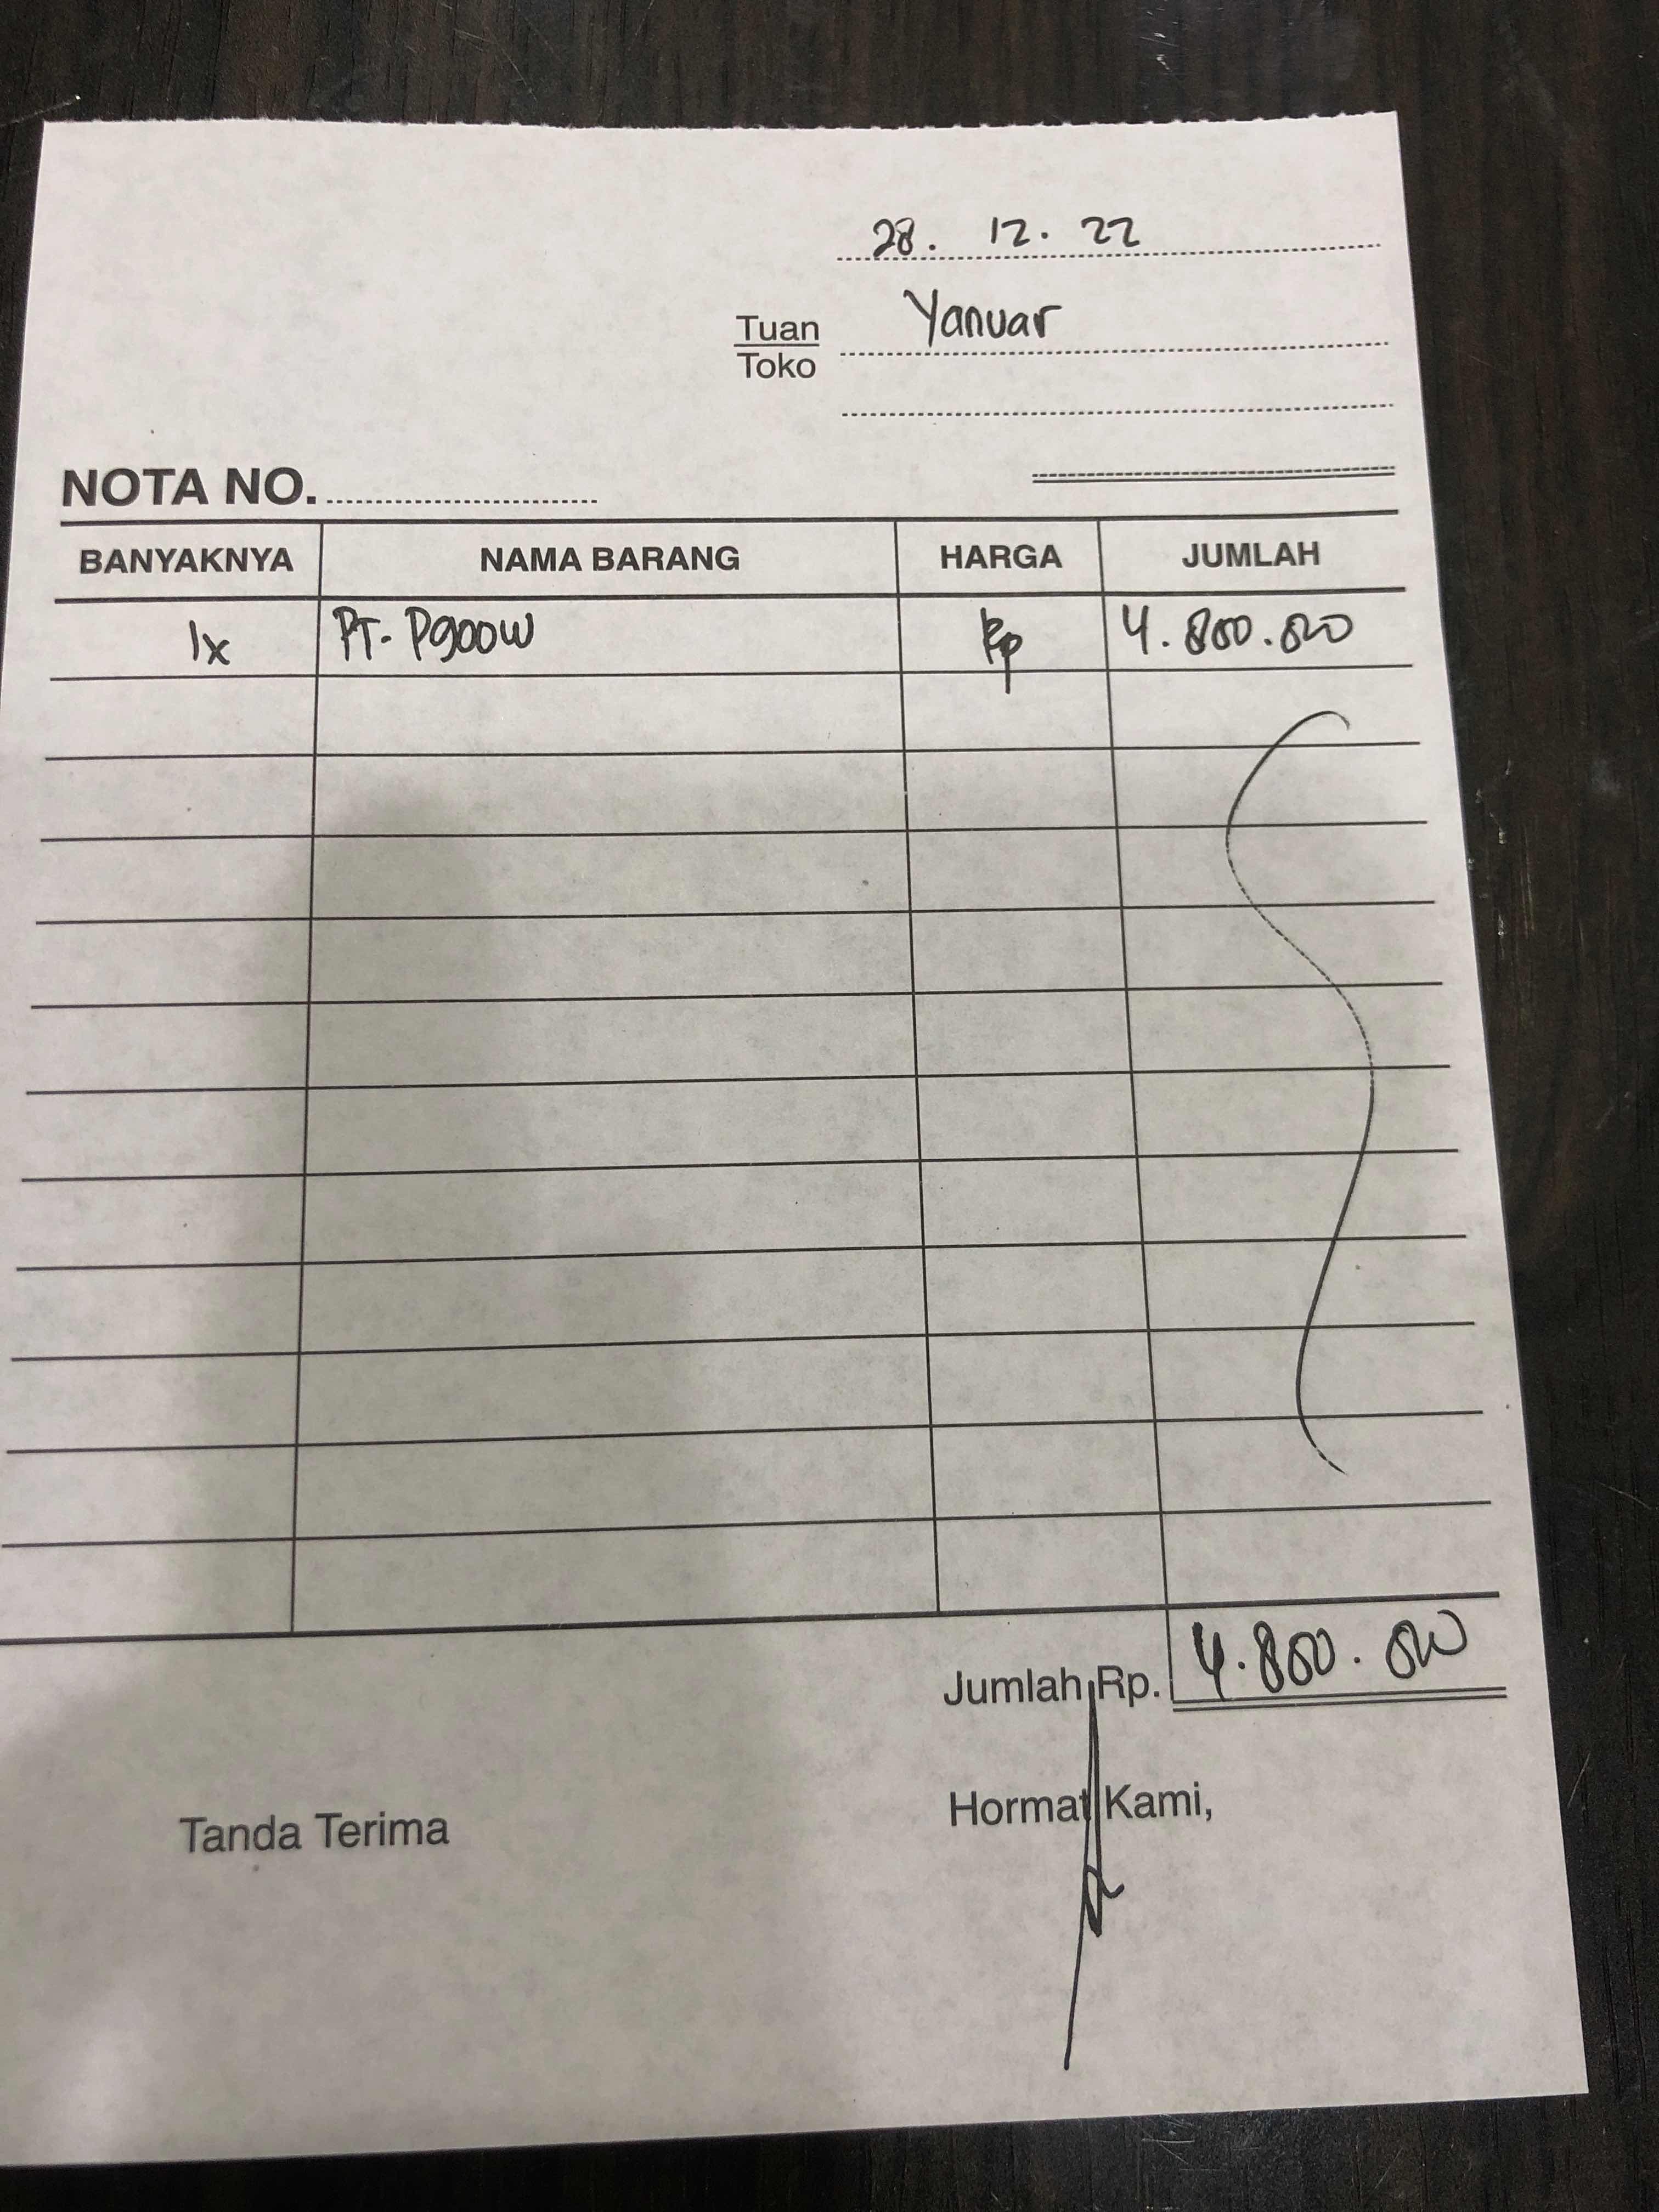 28. 12. 22
Tuan
Toko
Yanuar
NOTA NO.
BANYAKNYA NAMA BARANG HARGA JUMLAH
1x PT-P900W Rp 4.800.000
Jumlah Rp. 4.800.000
Tanda Terima Hormat Kami,